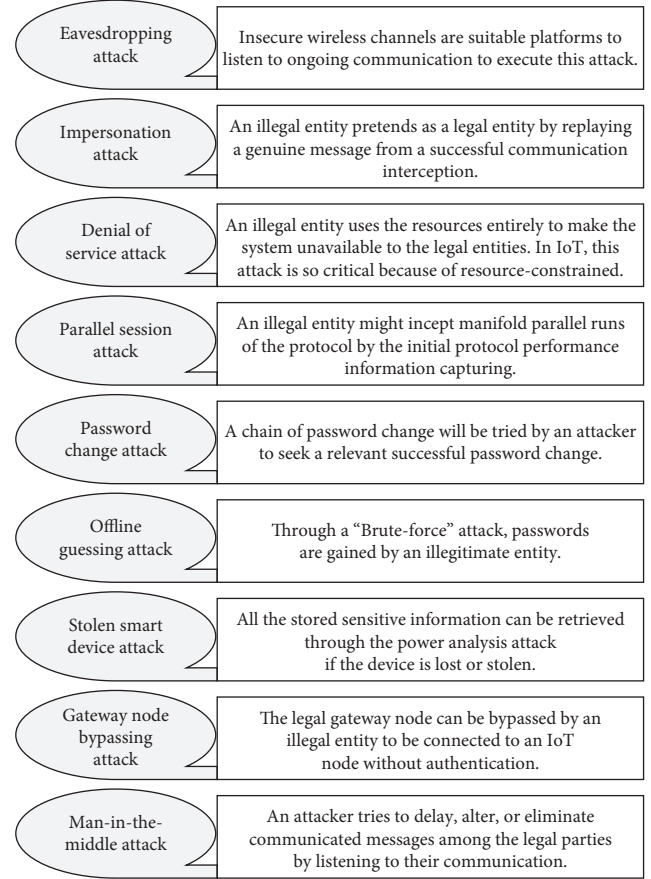 Eavesdropping
attack
Insecure wireless channels are suitable platforms to
listen to ongoing communication to execute this attack.
Impersonation
attack
An illegal entity pretends as a legal entity by replaying
a genuine message from a successful communication
interception.
Denial of
service attack
An illegal entity uses the resources entirely to make the
system unavailable to the legal entities. In IoT, this
attack is so critical because of resource-constrained.
Parallel session
attack
An illegal entity might incept manifold parallel runs
of the protocol by the initial protocol performance
information capturing.
Password
change attack
A chain of password change will be tried by an attacker
to seek a relevant successful password change.
Offline
guessing attack
Through a “Brute-force” attack, passwords
are gained by an illegitimate entity.
Stolen smart
device attack
All the stored sensitive information can be retrieved
through the power analysis attack
if the device is lost or stolen.
Gateway node
bypassing
attack
The legal gateway node can be bypassed by an
illegal entity to be connected to an IoT
node without authentication.
Man-in-the-
middle attack
An attacker tries to delay, alter, or eliminate
communicated messages among the legal parties
by listening to their communication.